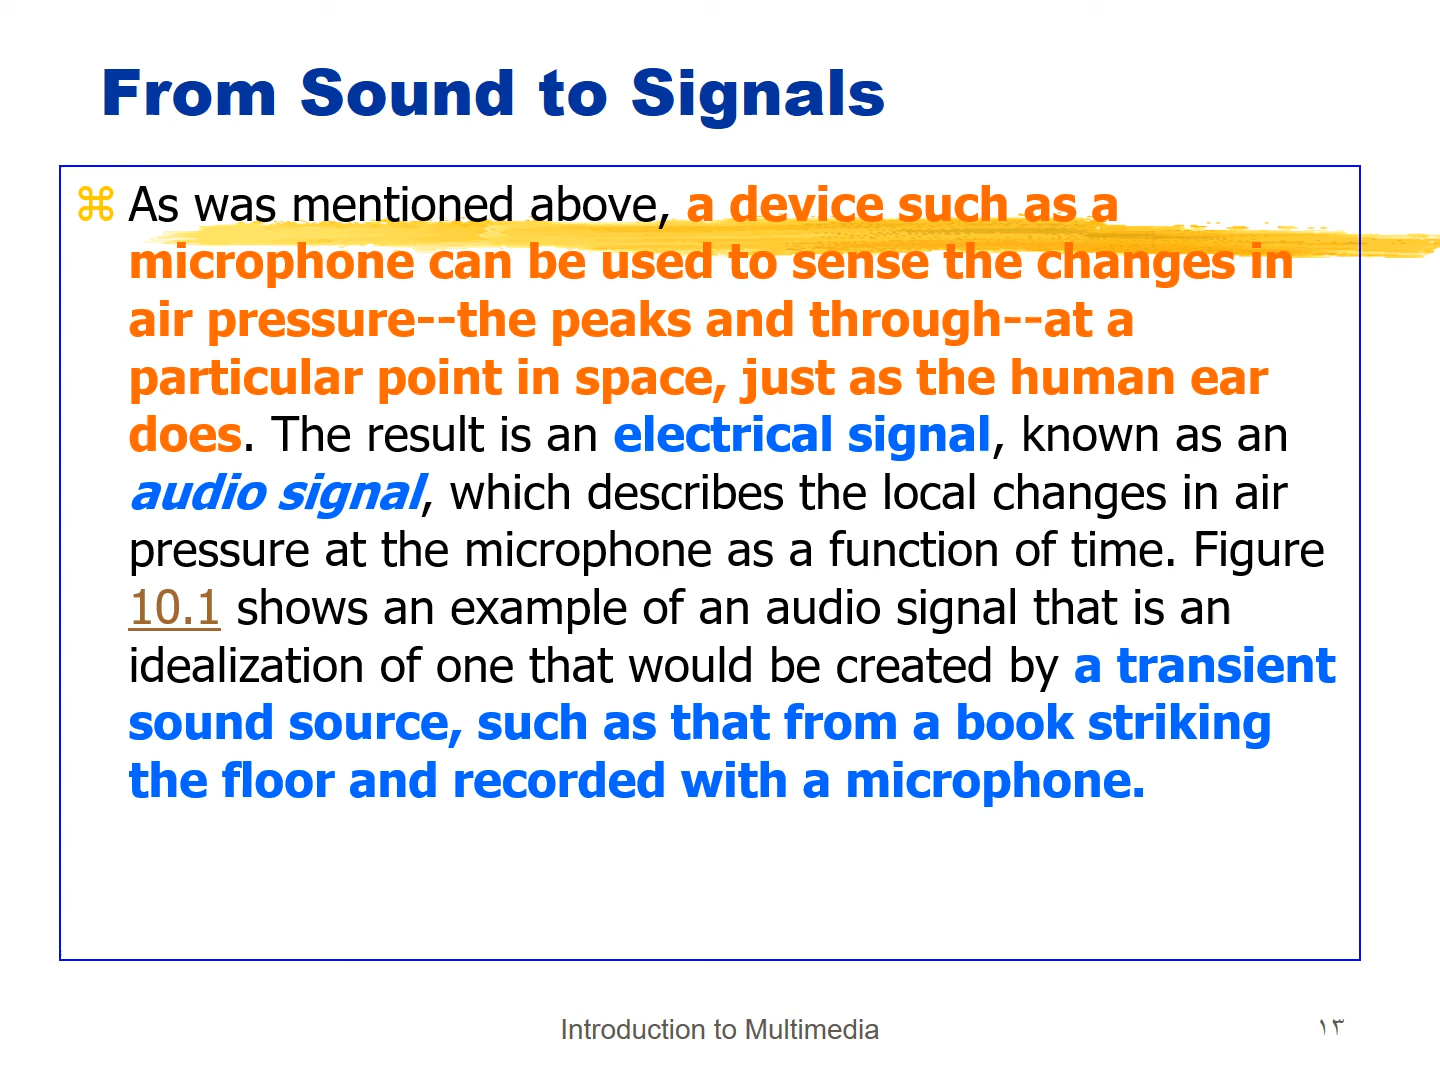 From Sound to Signals
⌘ As was mentioned above, a device such as a
microphone can be used to sense the changes in
air pressure--the peaks and through--at a
particular point in space, just as the human ear
does. The result is an electrical signal, known as an
audio signal, which describes the local changes in air
pressure at the microphone as a function of time. Figure
10.1 shows an example of an audio signal that is an
idealization of one that would be created by a transient
sound source, such as that from a book striking
the floor and recorded with a microphone.
Introduction to Multimedia
١٣